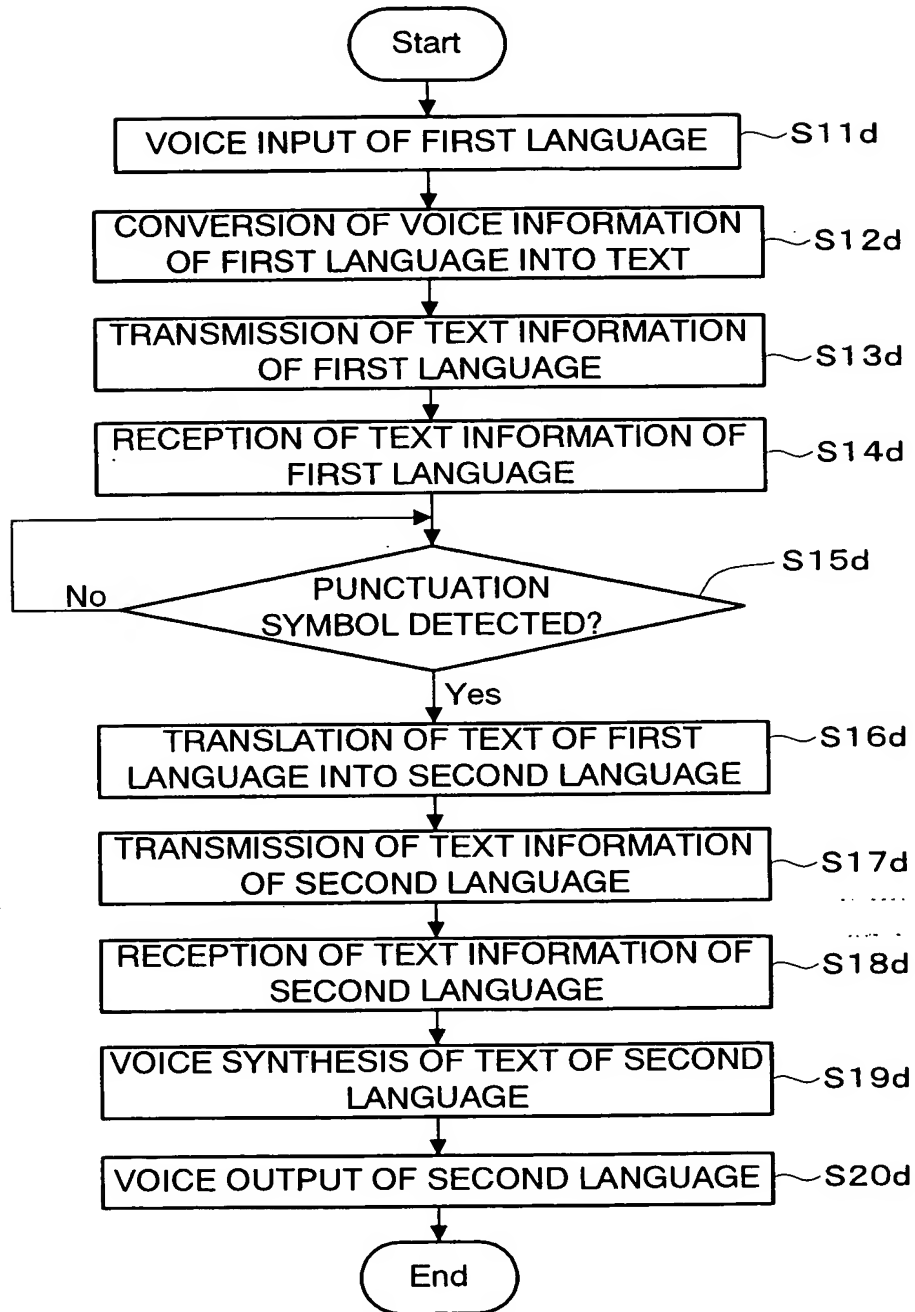 Start
VOICE INPUT OF FIRST LANGUAGE
S11d
CONVERSION OF VOICE INFORMATION
OF FIRST LANGUAGE INTO TEXT
S12d
TRANSMISSION OF TEXT INFORMATION
OF FIRST LANGUAGE
S13d
RECEPTION OF TEXT INFORMATION OF
FIRST LANGUAGE
S14d
PUNCTUATION
SYMBOL DETECTED?
S15d
No
Yes
TRANSLATION OF TEXT OF FIRST
LANGUAGE INTO SECOND LANGUAGE
S16d
TRANSMISSION OF TEXT INFORMATION
OF SECOND LANGUAGE
S17d
RECEPTION OF TEXT INFORMATION OF
SECOND LANGUAGE
S18d
VOICE SYNTHESIS OF TEXT OF SECOND
LANGUAGE
S19d
VOICE OUTPUT OF SECOND LANGUAGE
S20d
End